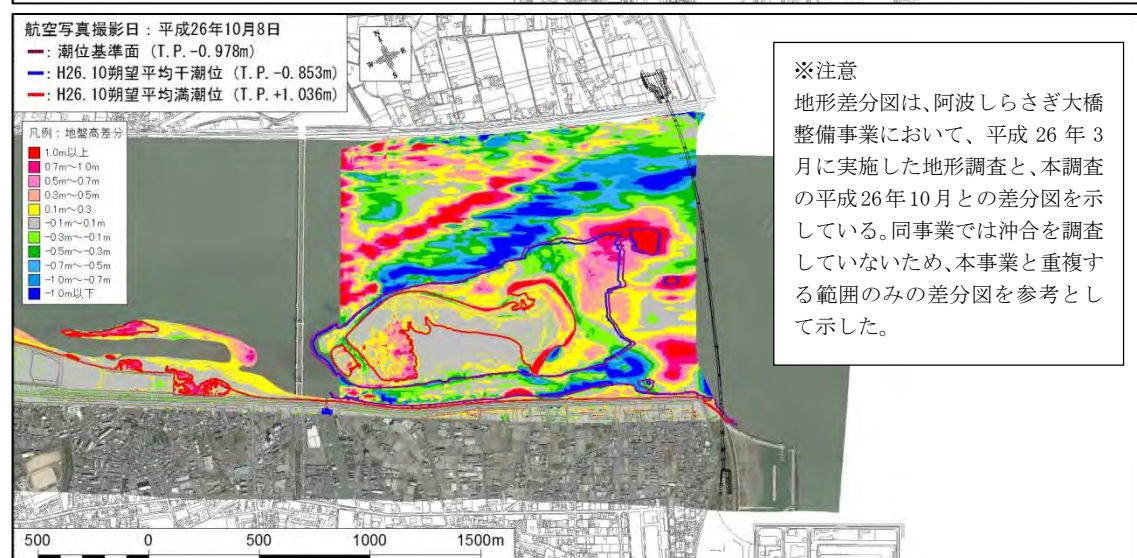 航空写真撮影日：平成26年10月8日
━：潮位基準面（T.P.-0.978m）
━：H26.10朔望平均干潮位（T.P.-0.853m）
━：H26.10朔望平均満潮位（T.P.+1.036m）
N
A
E
W
S
凡例：地盤高差分
1.0m以上
0.7m～1.0m
0.5m～0.7m
0.3m～0.5m
0.1m～0.3
-0.1m～0.1m
-0.3m～-0.1m
-0.5m～-0.3m
-0.7m～-0.5m
-1.0m～-0.7m
-1.0m以下
※注意
地形差分図は、阿波しらさぎ大橋
整備事業において、平成 26 年 3
月に実施した地形調査と、本調査
の平成26年10月との差分図を示
している。同事業では沖合を調査
していないため、本事業と重複す
る範囲のみの差分図を参考とし
て示した。
500 0 500 1000 1500m